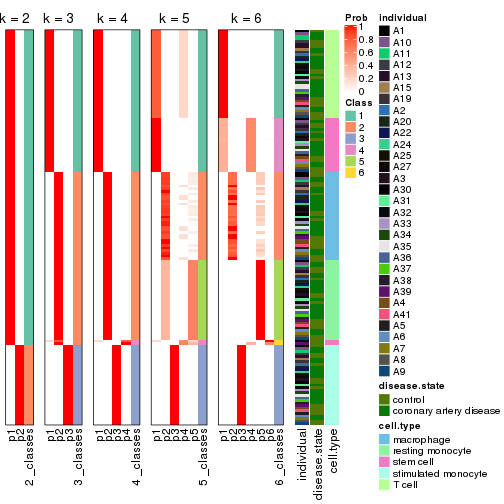 k = 2
k = 3
k = 4
k = 5
k = 6
p1
p2
2_classes
p1
p2
p3
3_classes
p1
p2
p3
p4
4_classes
p1
p2
p3
p4
p5
5_classes
p1
p2
p3
p4
p5
p6
6_classes
individual
disease.state
cell.type
Prob
1
0.8
0.6
0.4
0.2
0
Class
1
2
3
4
5
6
individual
A1
A10
A11
A12
A13
A15
A19
A2
A20
A22
A24
A25
A27
A3
A30
A31
A32
A33
A34
A35
A36
A37
A38
A39
A4
A41
A5
A6
A7
A8
A9
disease.state
control
coronary artery disease
cell.type
macrophage
resting monocyte
stem cell
stimulated monocyte
T cell